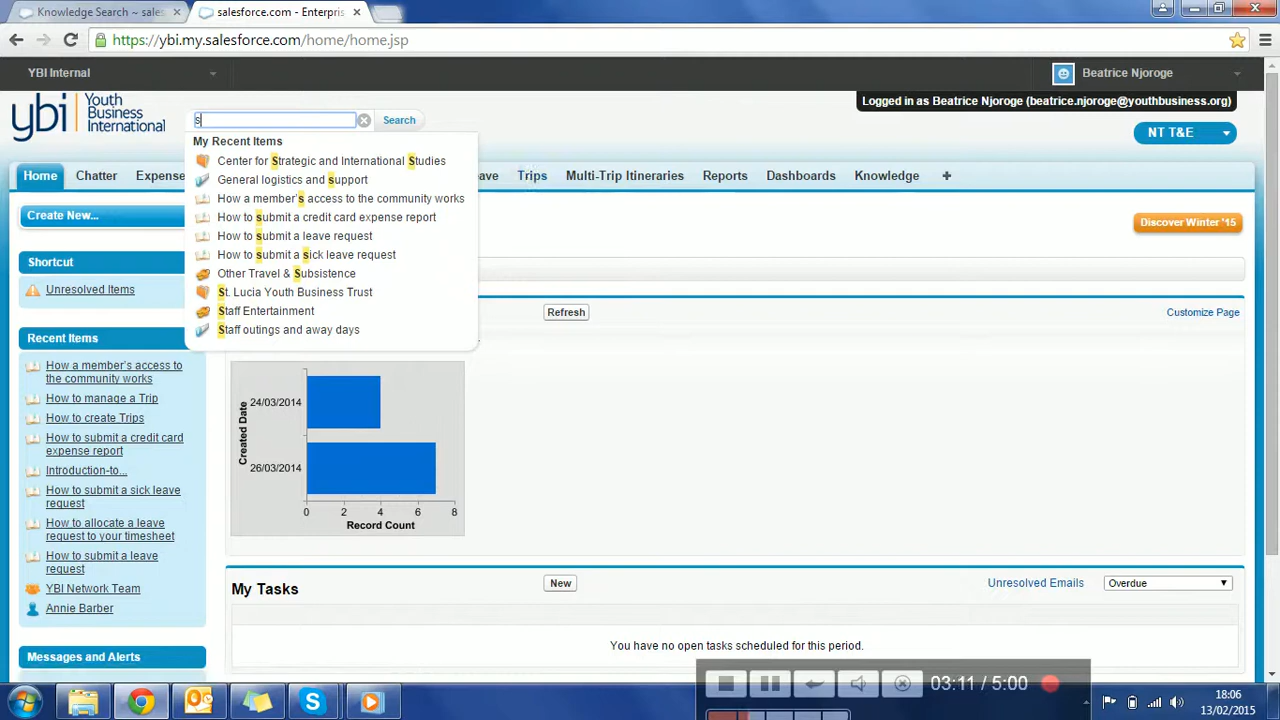 Knowledge Search ~ sales
salesforce.com - Enterpris
https://ybi.my.salesforce.com/home/home.jsp
YBI Internal
Beatrice Njoroge
ybi
Youth
Business
International
s
Search
Logged in as Beatrice Njoroge (beatrice.njoroge@youthbusiness.org)
NT T&E
My Recent Items
Center for Strategic and International Studies
General logistics and support
How a member's access to the community works
How to submit a credit card expense report
How to submit a leave request
How to submit a sick leave request
Other Travel & Subsistence
St. Lucia Youth Business Trust
Staff Entertainment
Staff outings and away days
Home
Chatter
Expense
ave
Trips
Multi-Trip Itineraries
Reports
Dashboards
Knowledge
+
Create New...
Discover Winter '15
Shortcut
Unresolved Items
Refresh
Customize Page
Recent Items
How a member's access to
the community works
How to manage a Trip
How to create Trips
How to submit a credit card
expense report
Introduction-to...
How to submit a sick leave
request
How to allocate a leave
request to your timesheet
How to submit a leave
request
YBI Network Team
Annie Barber
Created Date
24/03/2014
26/03/2014
0 2 4 6 8
Record Count
My Tasks
New
Unresolved Emails
Overdue
You have no open tasks scheduled for this period.
Messages and Alerts
03:11 / 5:00
18:06
13/02/2015